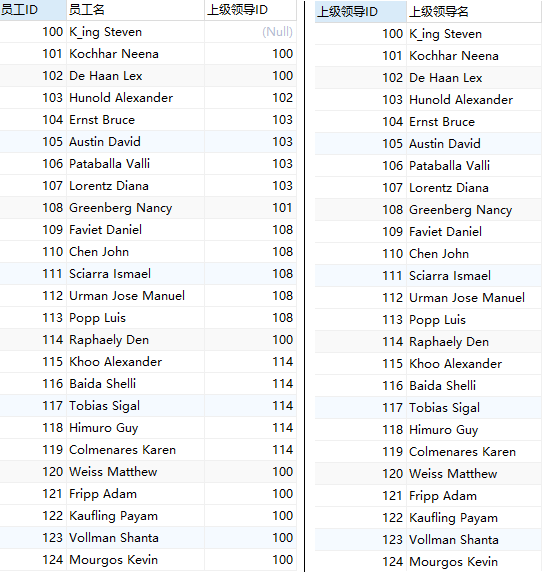 员工ID 员工名 上级领导ID 上级领导ID 上级领导名
100 K_ing Steven (Null) 100 K_ing Steven
101 Kochhar Neena 100 101 Kochhar Neena
102 De Haan Lex 100 102 De Haan Lex
103 Hunold Alexander 102 103 Hunold Alexander
104 Ernst Bruce 103 104 Ernst Bruce
105 Austin David 103 105 Austin David
106 Pataballa Valli 103 106 Pataballa Valli
107 Lorentz Diana 103 107 Lorentz Diana
108 Greenberg Nancy 101 108 Greenberg Nancy
109 Faviet Daniel 108 109 Faviet Daniel
110 Chen John 108 110 Chen John
111 Sciarra Ismael 108 111 Sciarra Ismael
112 Urman Jose Manuel 108 112 Urman Jose Manuel
113 Popp Luis 108 113 Popp Luis
114 Raphaely Den 100 114 Raphaely Den
115 Khoo Alexander 114 115 Khoo Alexander
116 Baida Shelli 114 116 Baida Shelli
117 Tobias Sigal 114 117 Tobias Sigal
118 Himuro Guy 114 118 Himuro Guy
119 Colmenares Karen 114 119 Colmenares Karen
120 Weiss Matthew 100 120 Weiss Matthew
121 Fripp Adam 100 121 Fripp Adam
122 Kaufling Payam 100 122 Kaufling Payam
123 Vollman Shanta 100 123 Vollman Shanta
124 Mourgos Kevin 100 124 Mourgos Kevin